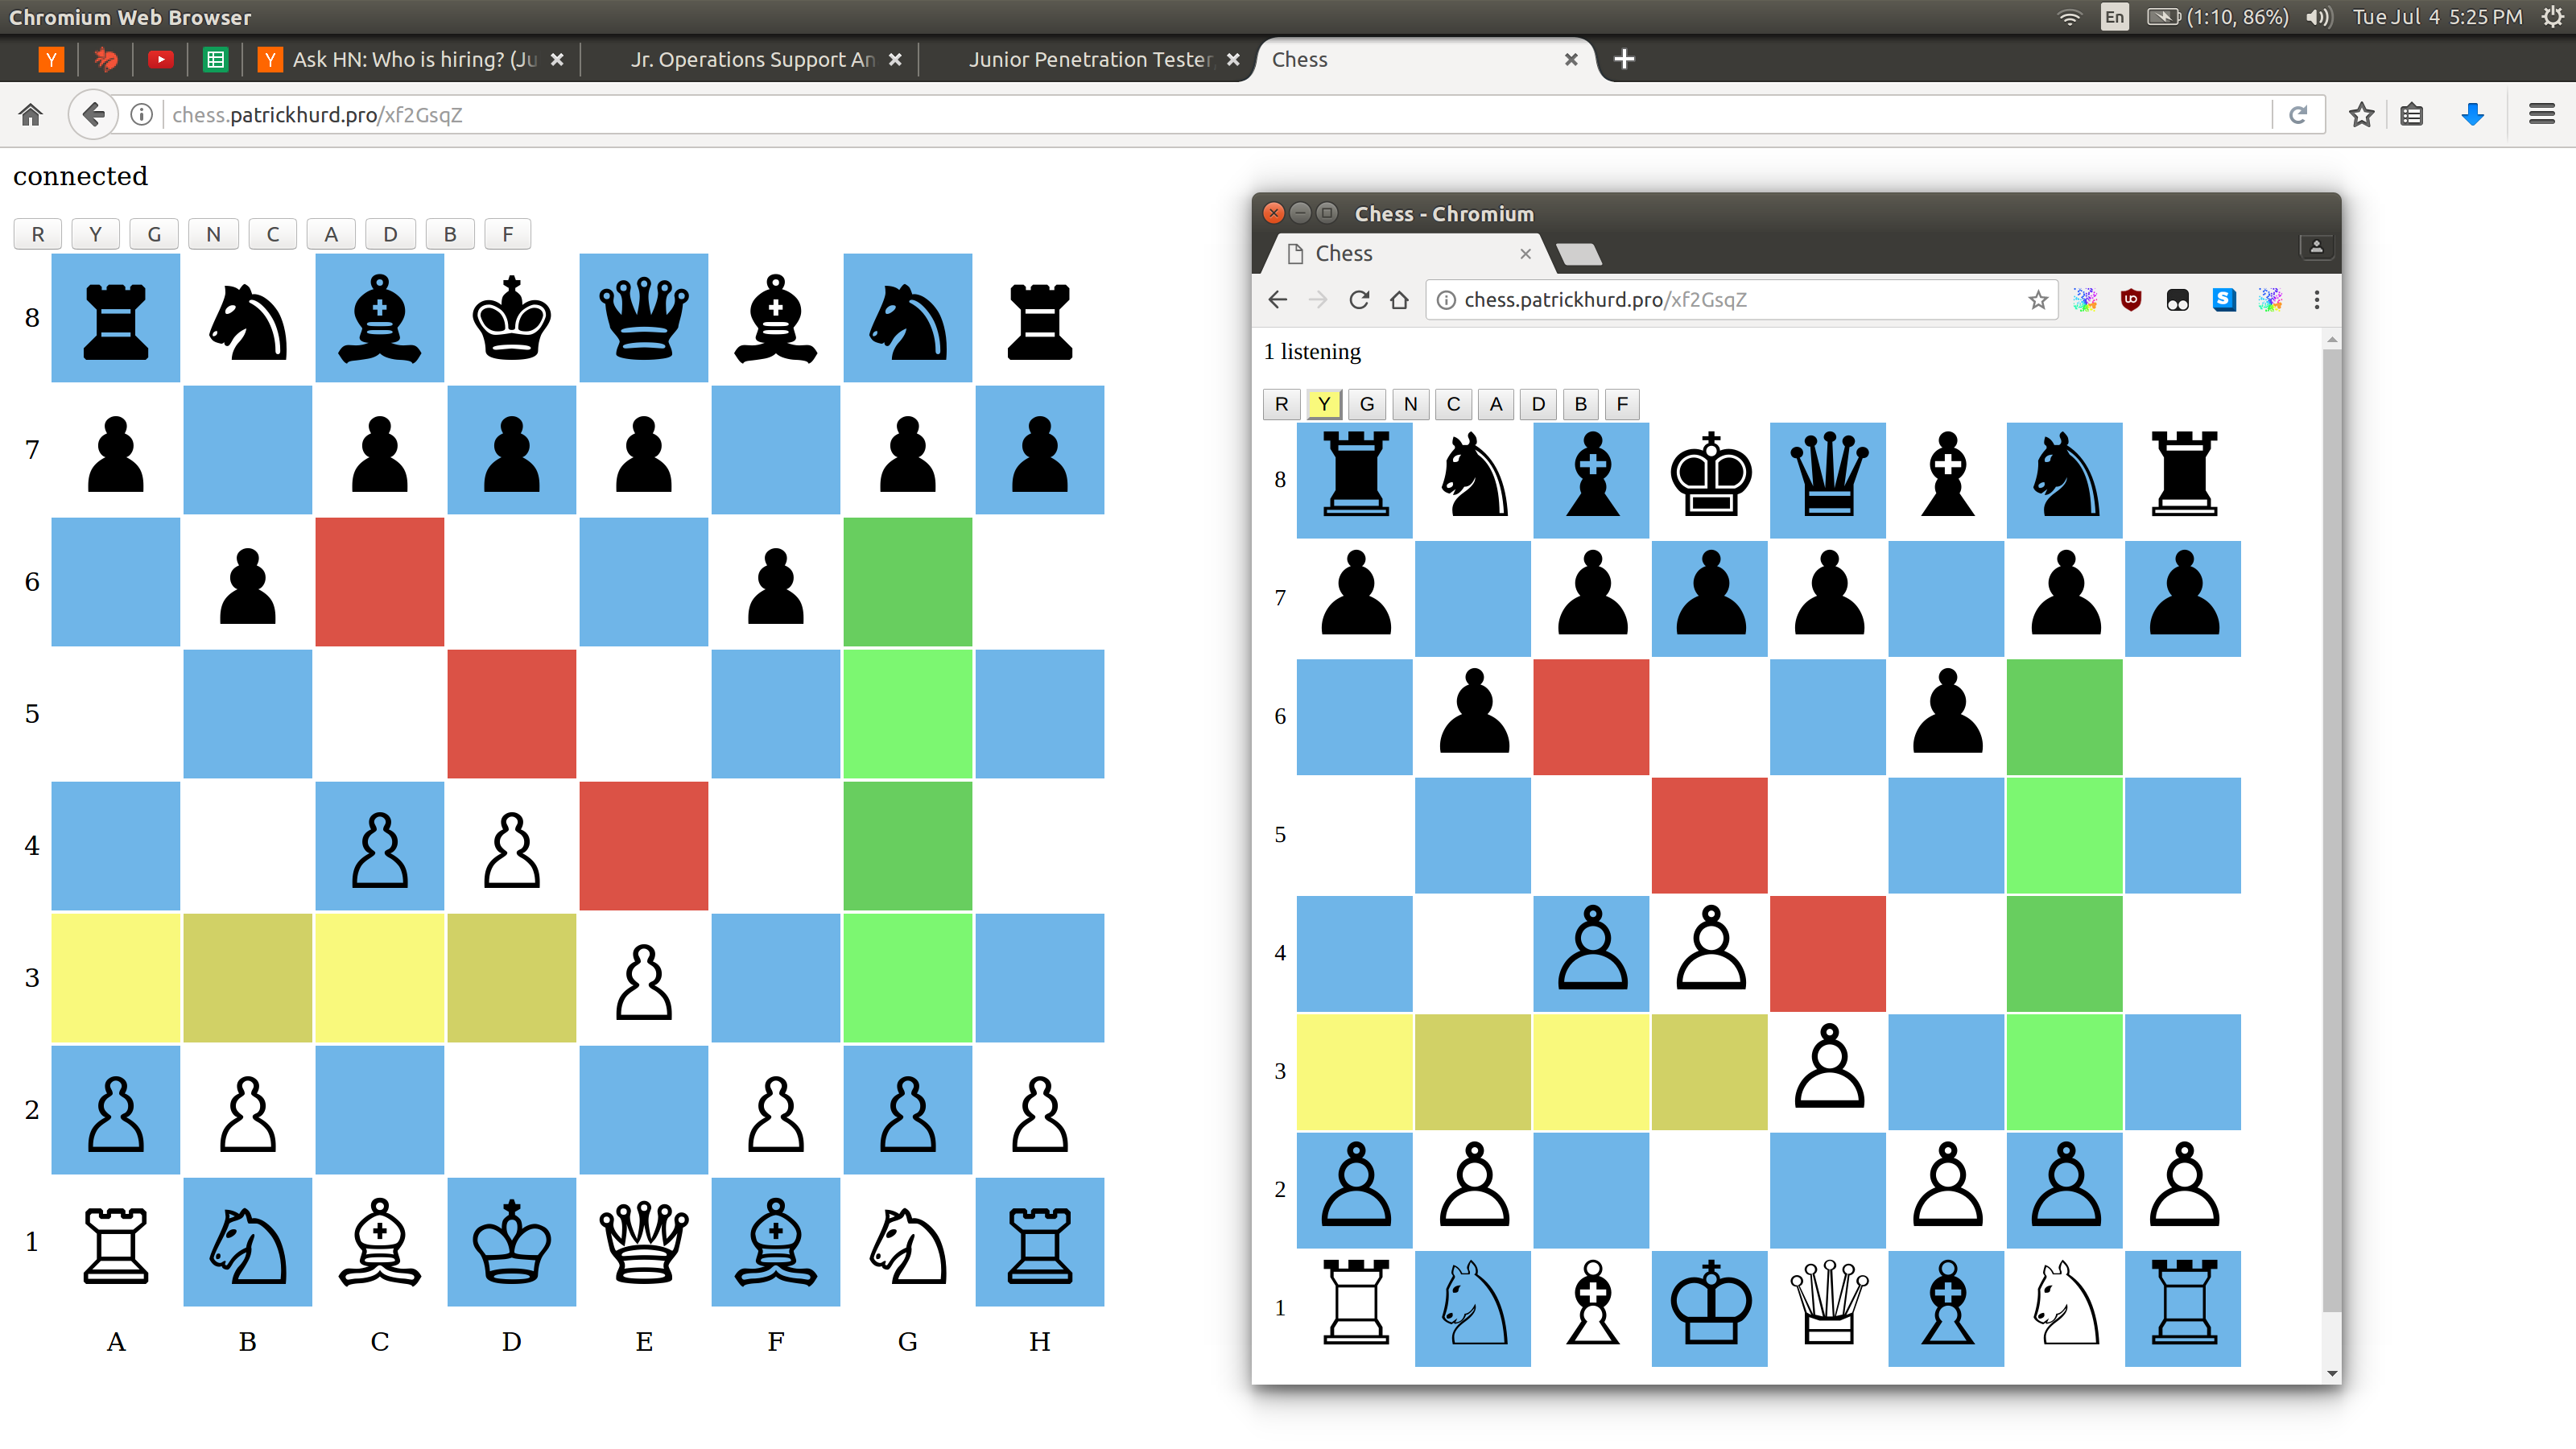 Chromium Web Browser
En (1:10, 86%) Tue Jul 4 5:25 PM
Y Y Ask HN: Who is hiring? (Ju Jr. Operations Support An Junior Penetration Tester, Chess
chess.patrickhurd.pro/xf2GsqZ
connected
R Y G N C A D B F
8
7
6
5
4
3
2
1
A B C D E F G H
Chess - Chromium
Chess
chess.patrickhurd.pro/xf2GsqZ
1 listening
R Y G N C A D B F
8
7
6
5
4
3
2
1